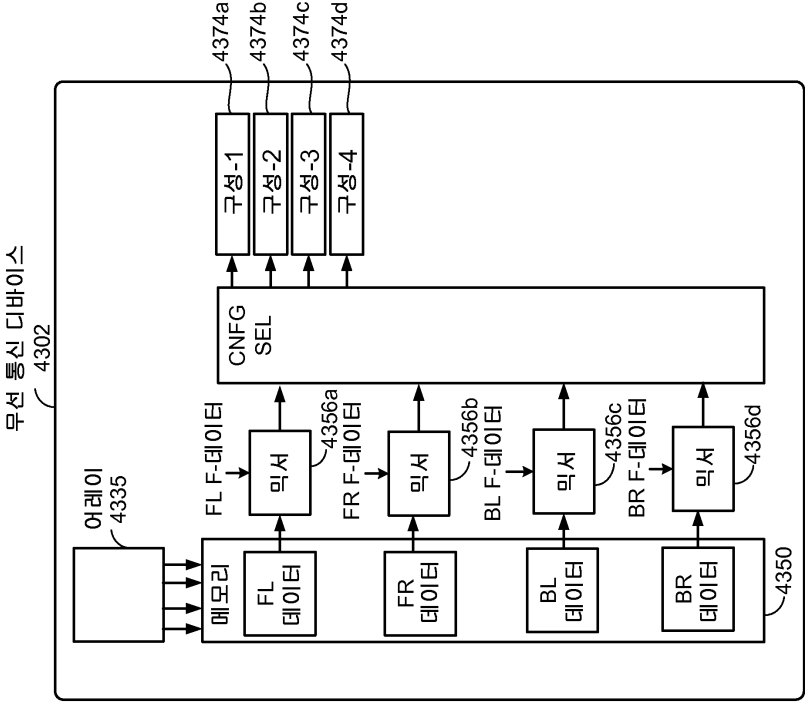 무선 통신 디바이스
4302
어레이
4335
메모리
FL
데이터
FR
데이터
BL
데이터
BR
데이터
4350
FL F-데이터
믹서
4356a
FR F-데이터
믹서
4356b
BL F-데이터
믹서
4356c
BR F-데이터
믹서
4356d
CNFG
SEL
구성-1
구성-2
구성-3
구성-4
4374a
4374b
4374c
4374d